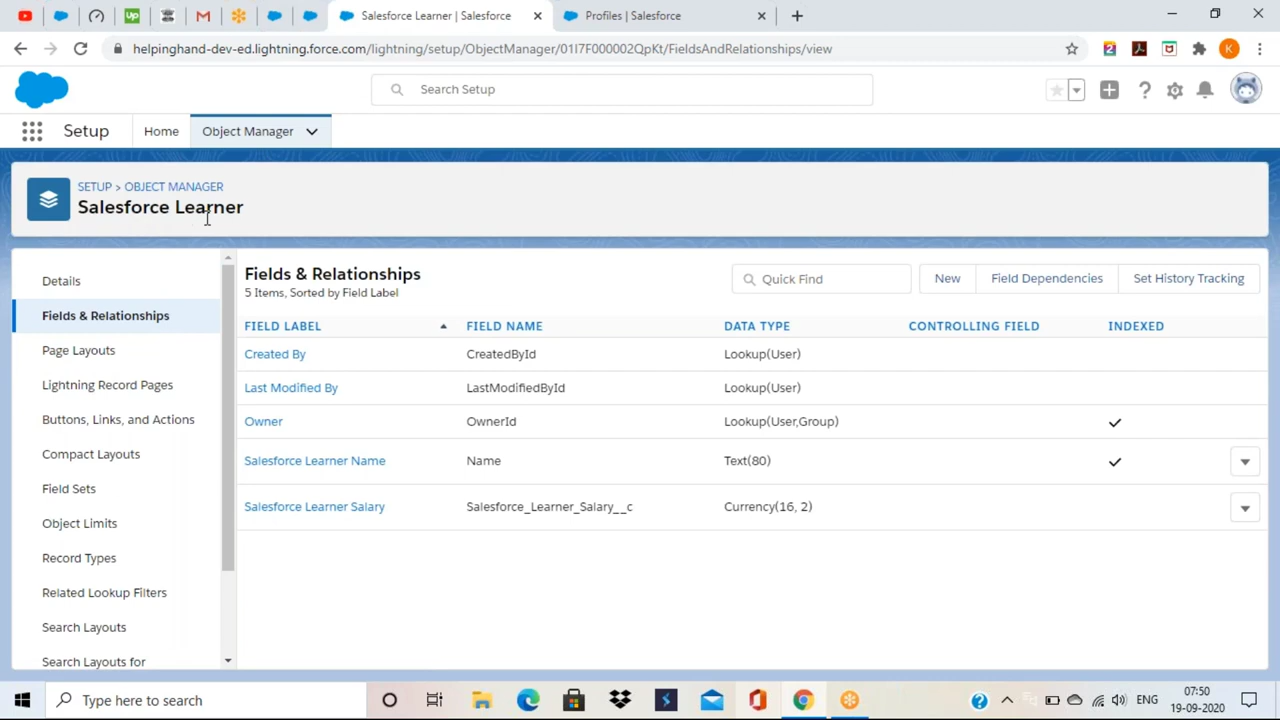 Salesforce Learner | Salesforce
Profiles | Salesforce
helpinghand-dev-ed.lightning.force.com/lightning/setup/ObjectManager/01I7F000002QpKt/FieldsAndRelationships/view
K
Search Setup
Setup
Home
Object Manager
SETUP > OBJECT MANAGER
Salesforce Learner
Details
Fields & Relationships
Page Layouts
Lightning Record Pages
Buttons, Links, and Actions
Compact Layouts
Field Sets
Object Limits
Record Types
Related Lookup Filters
Search Layouts
Search Layouts for
Fields & Relationships
5 Items, Sorted by Field Label
Quick Find
New
Field Dependencies
Set History Tracking
FIELD LABEL FIELD NAME DATA TYPE CONTROLLING FIELD INDEXED
Created By CreatedById Lookup(User)
Last Modified By LastModifiedById Lookup(User)
Owner OwnerId Lookup(User,Group)
Salesforce Learner Name Name Text(80)
Salesforce Learner Salary Salesforce_Learner_Salary__c Currency(16, 2)
Type here to search
ENG
07:50
19-09-2020